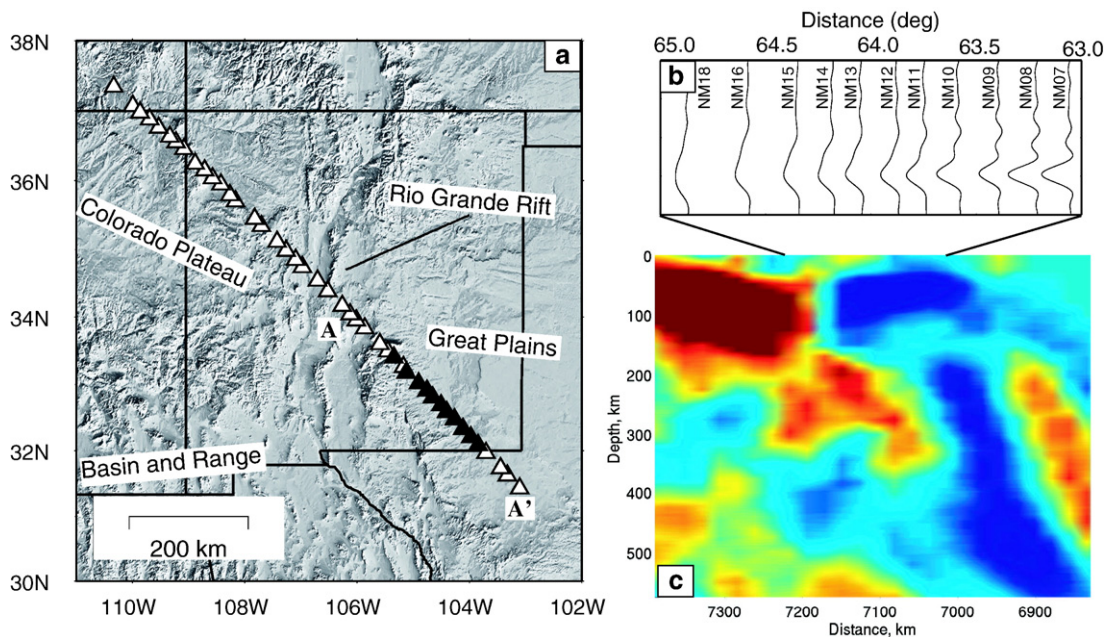 38N
36N
34N
32N
30N
110W 108W 106W 104W 102W
a
Rio Grande Rift
Colorado Plateau
A
Great Plains
Basin and Range
A'
200 km
Distance (deg)
65.0 64.5 64.0 63.5 63.0
b
NM18 NM16 NM15 NM14 NM13 NM12 NM11 NM10 NM09 NM08 NM07
0
100
200
300
400
500
Depth, km
c
7300 7200 7100 7000 6900
Distance, km